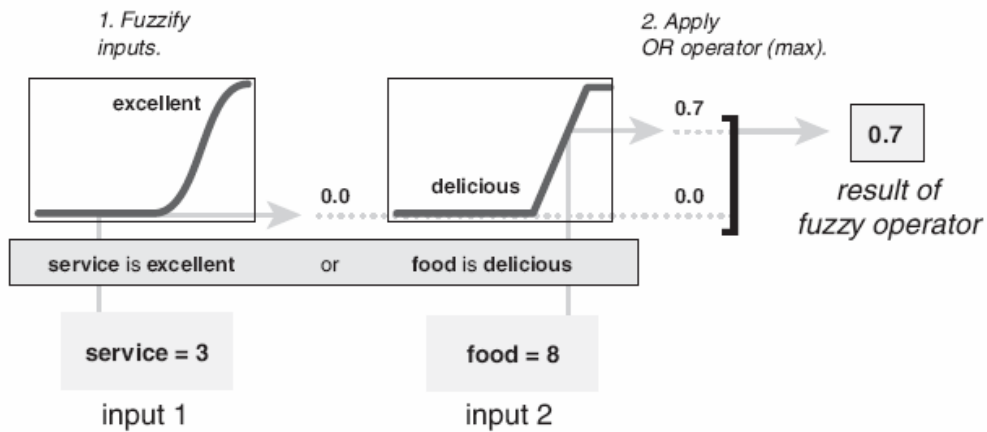 1. Fuzzify
inputs.
2. Apply
OR operator (max).
excellent
delicious
0.0
0.7
0.0
0.7
result of
fuzzy operator
service is excellent or food is delicious
service = 3
food = 8
input 1
input 2